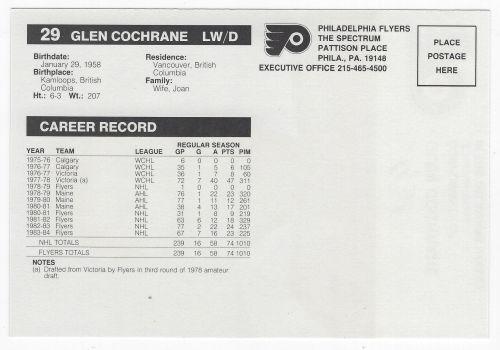 29 GLEN COCHRANE LW/D
Birthdate:
January 29, 1958
Birthplace:
Kamloops, British
Columbia
Ht.: 6-3 Wt.: 207
Residence:
Vancouver, British
Columbia
Family:
Wife, Joan
PHILADELPHIA FLYERS
THE SPECTRUM
PATTISON PLACE
PHILA., PA. 19148
EXECUTIVE OFFICE 215-465-4500
PLACE
POSTAGE
HERE
CAREER RECORD
REGULAR SEASON
YEAR TEAM LEAGUE GP G A PTS PIM
1975-76 Calgary WCHL 6 0 0 0 0
1976-77 Calgary WCHL 35 1 5 6 105
1976-77 Victoria WCHL 36 1 7 8 60
1977-78 Victoria (a) WCHL 72 7 40 47 311
1978-79 Flyers NHL 1 0 0 0 0
1978-79 Maine AHL 76 1 22 23 320
1979-80 Maine AHL 77 1 11 12 261
1980-81 Maine AHL 38 4 13 17 201
1980-81 Flyers NHL 31 1 8 9 219
1981-82 Flyers NHL 63 6 12 18 329
1982-83 Flyers NHL 77 2 22 24 237
1983-84 Flyers NHL 67 7 16 23 225
NHL TOTALS 239 16 58 74 1010
FLYERS TOTALS 239 16 58 74 1010
NOTES
(a) Drafted from Victoria by Flyers in third round of 1978 amateur
draft.